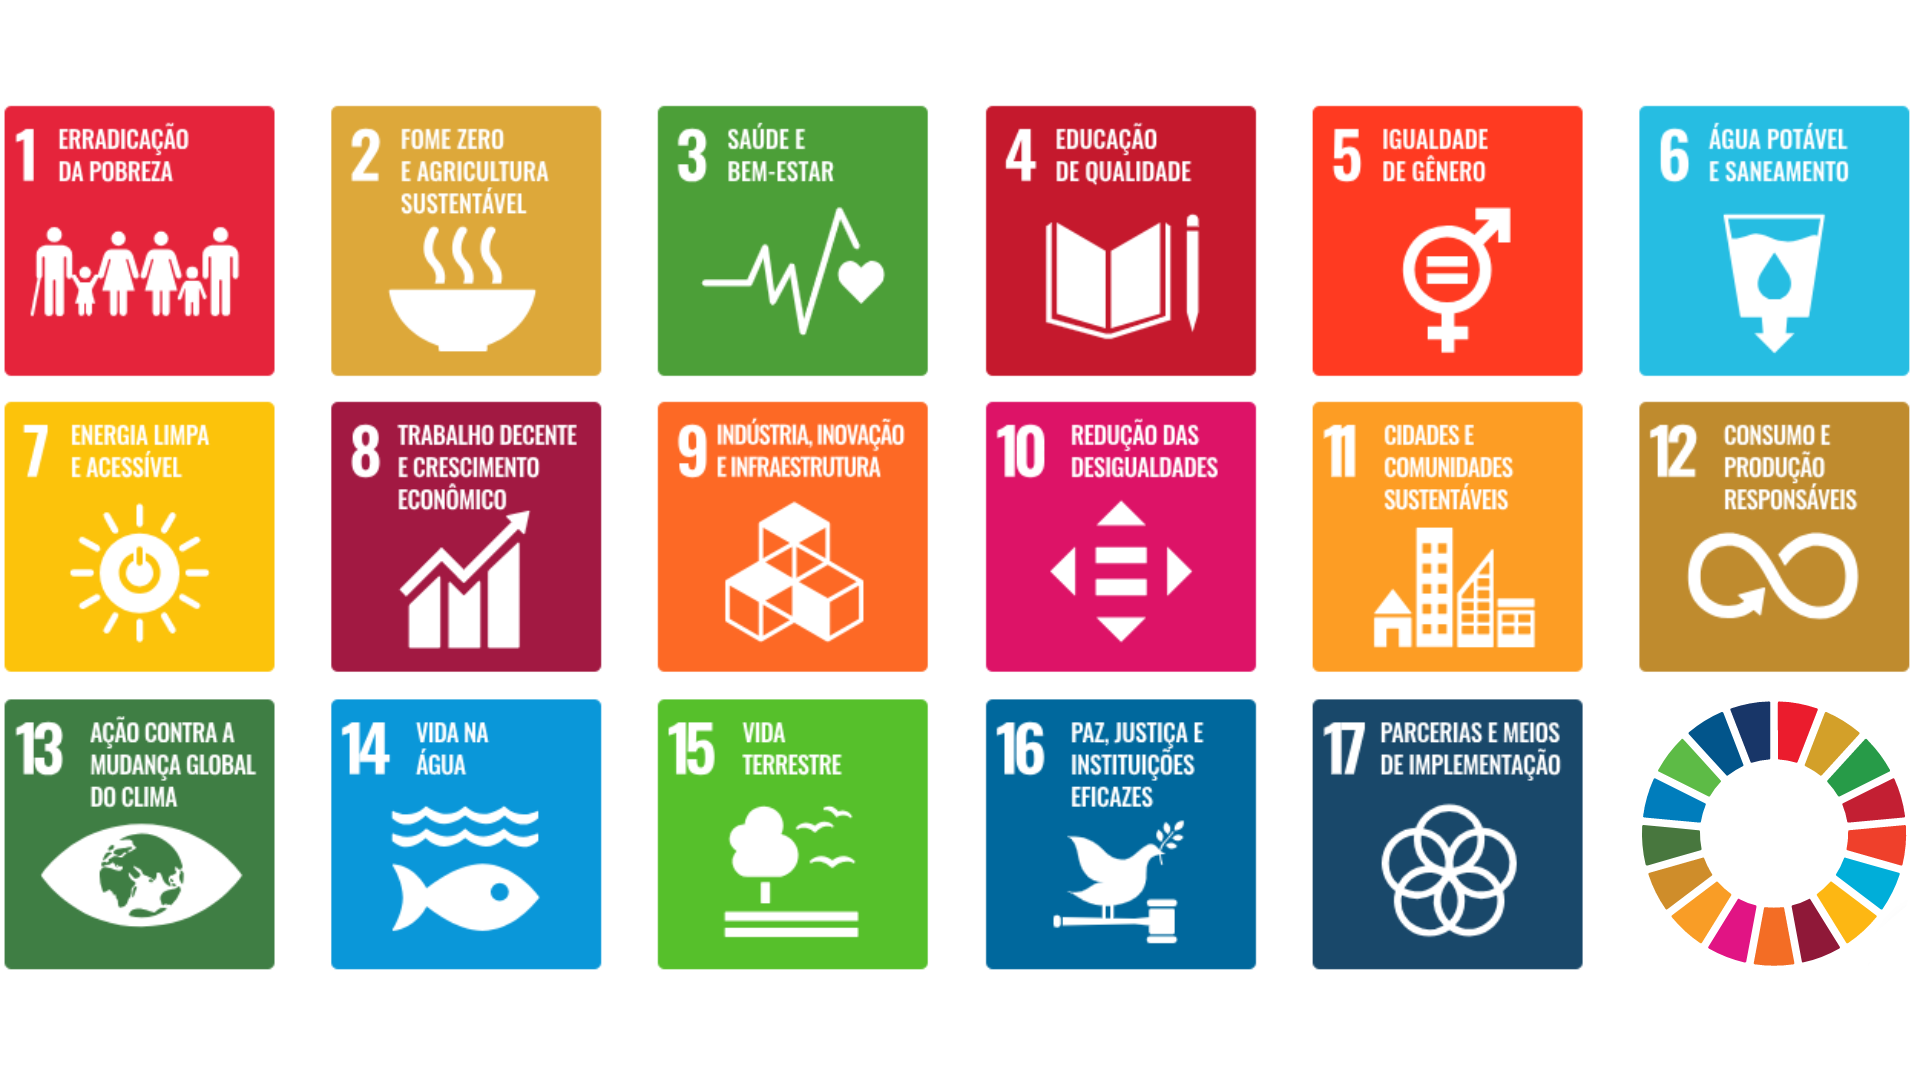 1 ERRADICAÇÃO
DA POBREZA
2 FOME ZERO
E AGRICULTURA
SUSTENTÁVEL
3 SAÚDE E
BEM-ESTAR
4 EDUCAÇÃO
DE QUALIDADE
5 IGUALDADE
DE GÊNERO
6 ÁGUA POTÁVEL
E SANEAMENTO
7 ENERGIA LIMPA
E ACESSÍVEL
8 TRABALHO DECENTE
E CRESCIMENTO
ECONÔMICO
9 INDÚSTRIA, INOVAÇÃO
E INFRAESTRUTURA
10 REDUÇÃO DAS
DESIGUALDADES
11 CIDADES E
COMUNIDADES
SUSTENTÁVEIS
12 CONSUMO E
PRODUÇÃO
RESPONSÁVEIS
13 AÇÃO CONTRA A
MUDANÇA GLOBAL
DO CLIMA
14 VIDA NA
ÁGUA
15 VIDA
TERRESTRE
16 PAZ, JUSTIÇA E
INSTITUIÇÕES
EFICAZES
17 PARCERIAS E MEIOS
DE IMPLEMENTAÇÃO